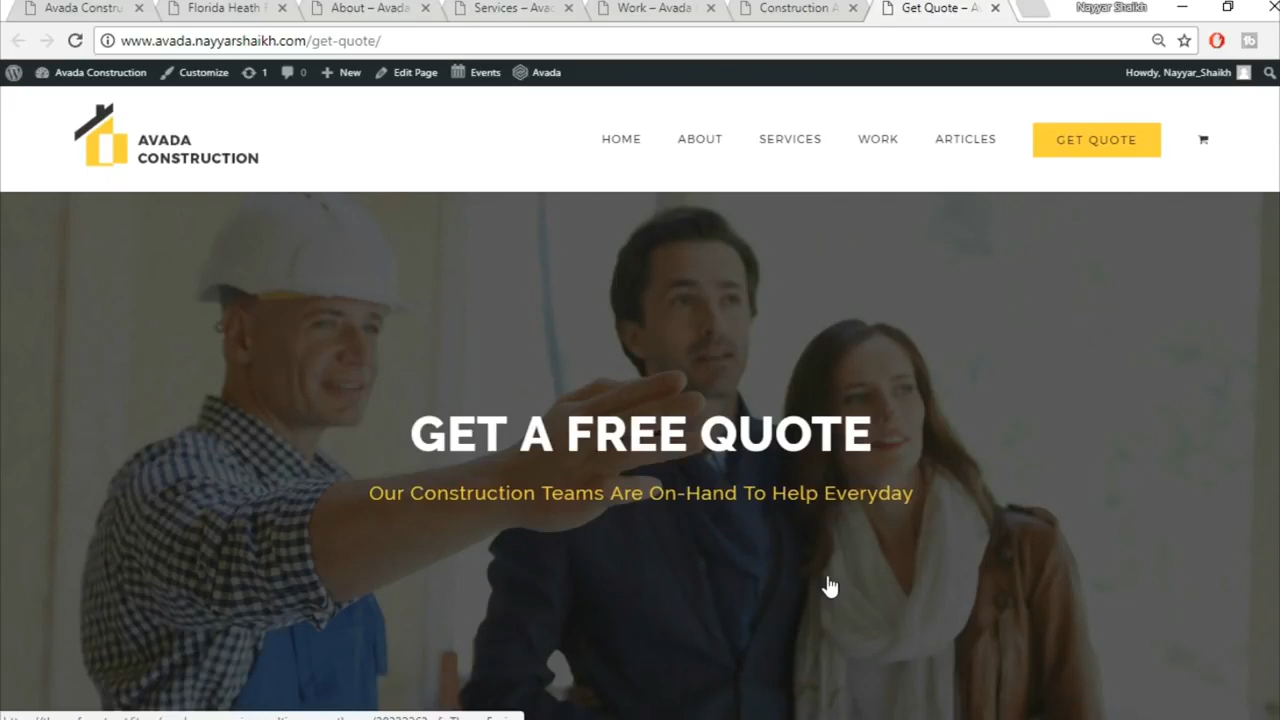 Avada Constru
Florida Heath
About – Avada
Services – Avad
Work – Avada
Construction A
Get Quote – A
Nayyar Shaikh
www.avada.nayyarshaikh.com/get-quote/
Avada Construction
Customize
1
0
New
Edit Page
Events
Avada
Howdy, Nayyar_Shaikh
AVADA
CONSTRUCTION
HOME
ABOUT
SERVICES
WORK
ARTICLES
GET QUOTE
GET A FREE QUOTE
Our Construction Teams Are On-Hand To Help Everyday